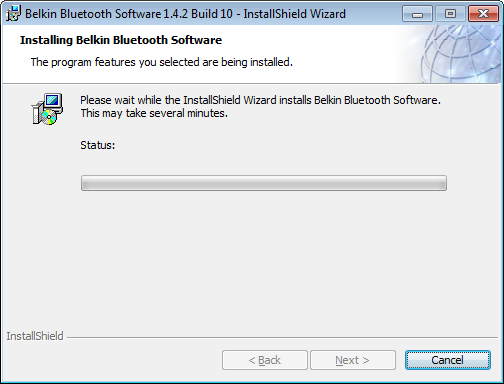 Belkin Bluetooth Software 1.4.2 Build 10 - InstallShield Wizard
Installing Belkin Bluetooth Software
The program features you selected are being installed.
Please wait while the InstallShield Wizard installs Belkin Bluetooth Software.
This may take several minutes.
Status:
InstallShield
< Back Next > Cancel